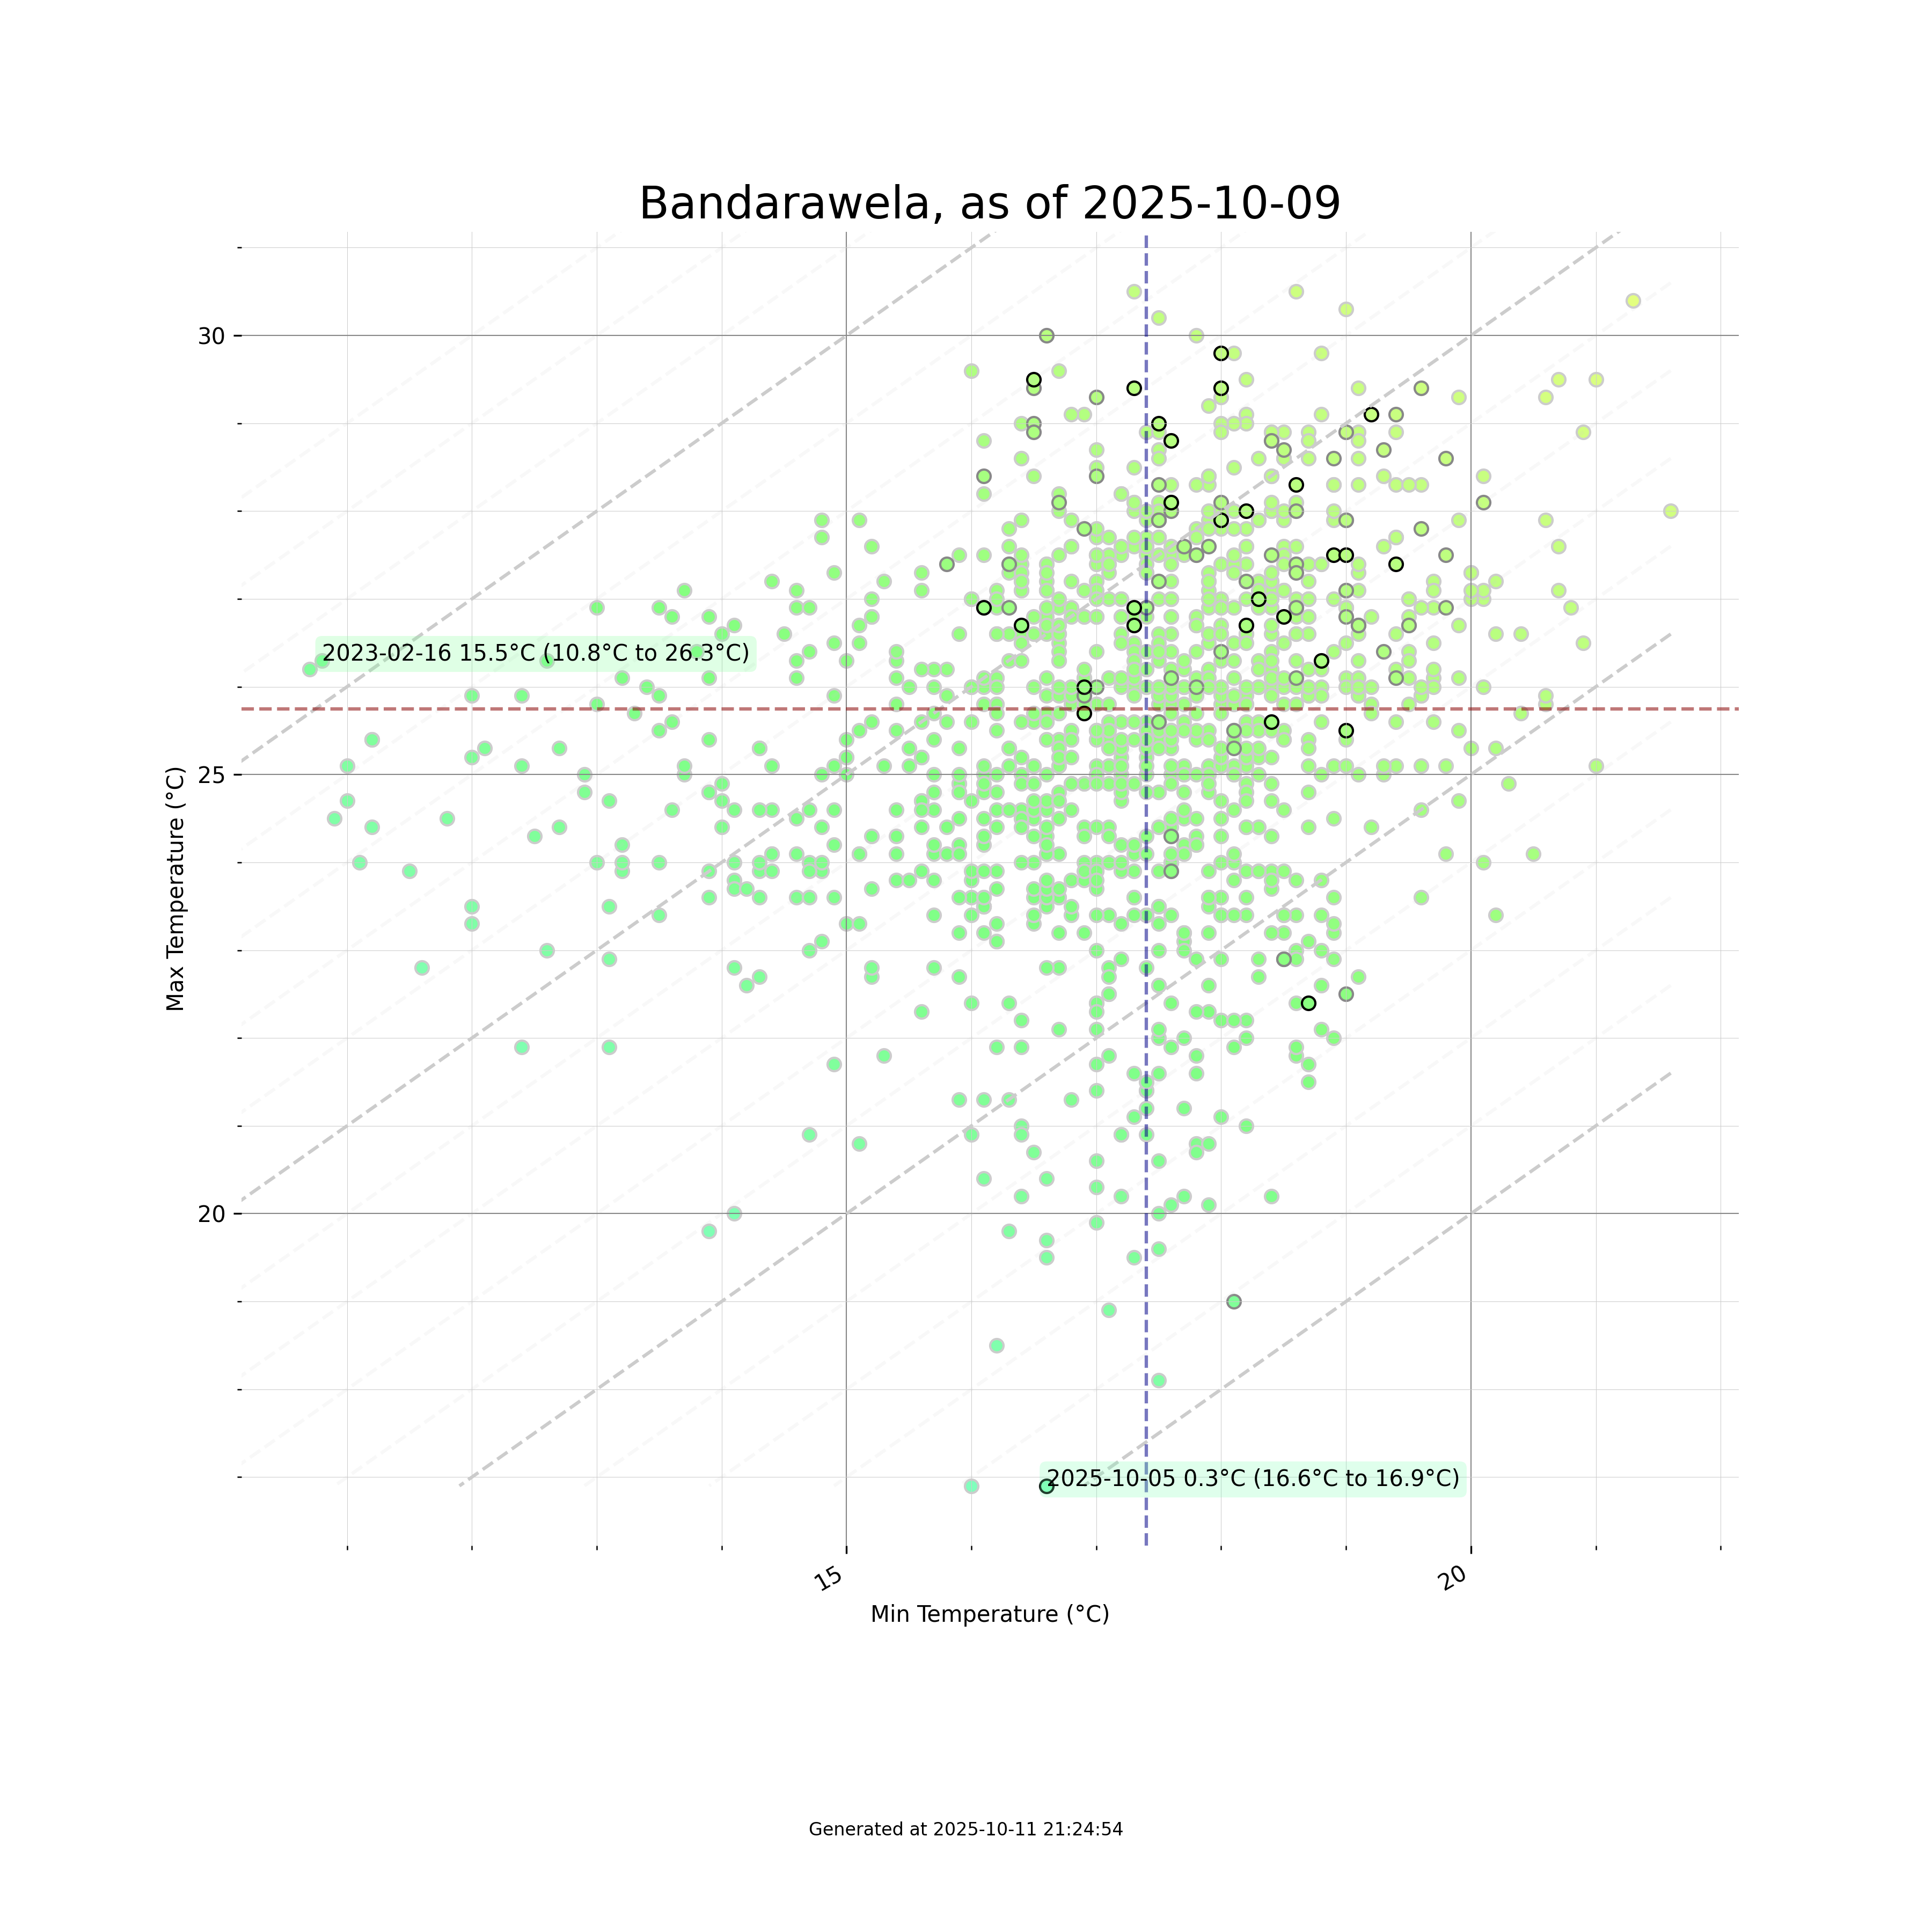 Bandarawela, as of 2025-10-09
30
2023-02-16 15.5°C (10.8°C to 26.3°C)
25
Max Temperature (°C)
20
2025-10-05 0.3°C (16.6°C to 16.9°C)
15
20
Min Temperature (°C)
Generated at 2025-10-11 21:24:54